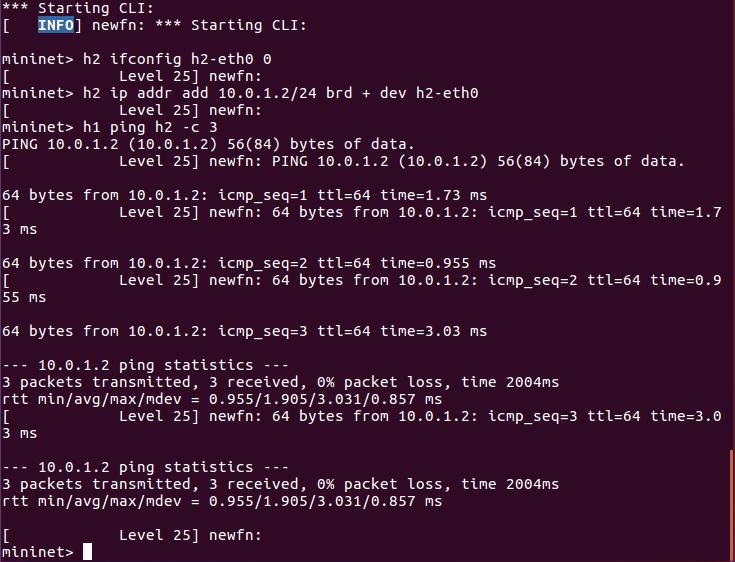 *** Starting CLI:
[   INFO] newfn: *** Starting CLI:
mininet> h2 ifconfig h2-eth0 0
[             Level 25] newfn:
mininet> h2 ip addr add 10.0.1.2/24 brd + dev h2-eth0
[             Level 25] newfn:
mininet> h1 ping h2 -c 3
PING 10.0.1.2 (10.0.1.2) 56(84) bytes of data.
[             Level 25] newfn: PING 10.0.1.2 (10.0.1.2) 56(84) bytes of data.
64 bytes from 10.0.1.2: icmp_seq=1 ttl=64 time=1.73 ms
[             Level 25] newfn: 64 bytes from 10.0.1.2: icmp_seq=1 ttl=64 time=1.7
3 ms
64 bytes from 10.0.1.2: icmp_seq=2 ttl=64 time=0.955 ms
[             Level 25] newfn: 64 bytes from 10.0.1.2: icmp_seq=2 ttl=64 time=0.9
55 ms
64 bytes from 10.0.1.2: icmp_seq=3 ttl=64 time=3.03 ms
--- 10.0.1.2 ping statistics ---
3 packets transmitted, 3 received, 0% packet loss, time 2004ms
rtt min/avg/max/mdev = 0.955/1.905/3.031/0.857 ms
[             Level 25] newfn: 64 bytes from 10.0.1.2: icmp_seq=3 ttl=64 time=3.0
3 ms
--- 10.0.1.2 ping statistics ---
3 packets transmitted, 3 received, 0% packet loss, time 2004ms
rtt min/avg/max/mdev = 0.955/1.905/3.031/0.857 ms
[             Level 25] newfn:
mininet>